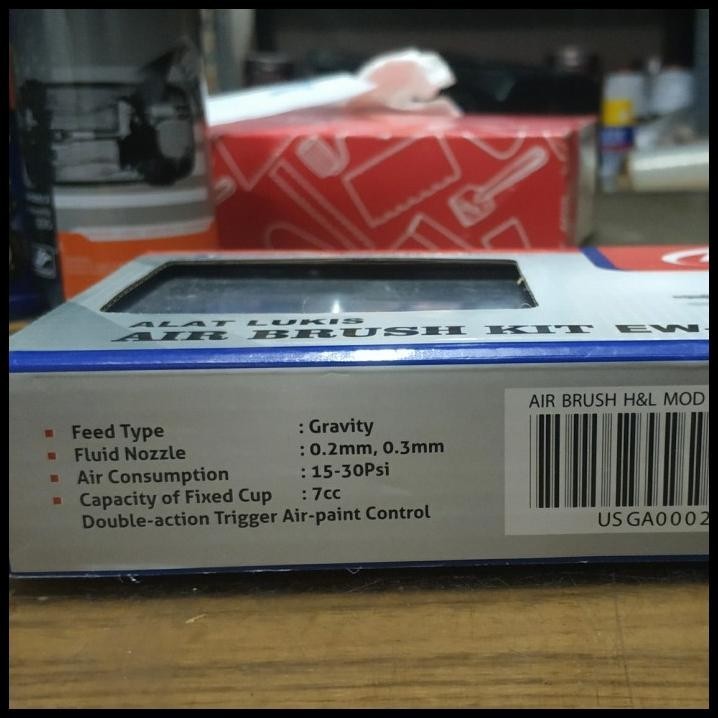 ALAT LUKIS
AIR BRUSH KIT EW-
Feed Type : Gravity
Fluid Nozzle : 0.2mm, 0.3mm
Air Consumption : 15-30Psi
Capacity of Fixed Cup : 7cc
Double-action Trigger Air-paint Control
AIR BRUSH H&L MOD
USGA0002